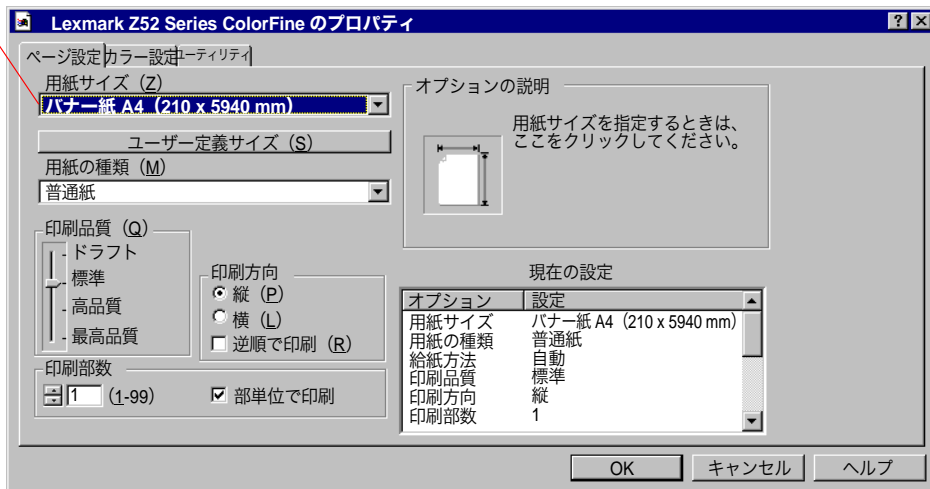 Lexmark Z52 Series ColorFine のプロパティ
ページ設定 カラー設定 ユーティリティ
用紙サイズ (Z)
バナー紙 A4 (210 x 5940 mm)
ユーザー定義サイズ (S)
用紙の種類 (M)
普通紙
印刷品質 (Q)
ドラフト
標準
高品質
最高品質
印刷方向
縦 (P)
横 (L)
逆順で印刷 (R)
印刷部数
1 (1-99)
部単位で印刷
オプションの説明
用紙サイズを指定するときは、
ここをクリックしてください。
現在の設定
オプション 設定
用紙サイズ バナー紙 A4 (210 x 5940 mm)
用紙の種類 普通紙
給紙方法 自動
印刷品質 標準
印刷方向 縦
印刷部数 1
OK キャンセル ヘルプ